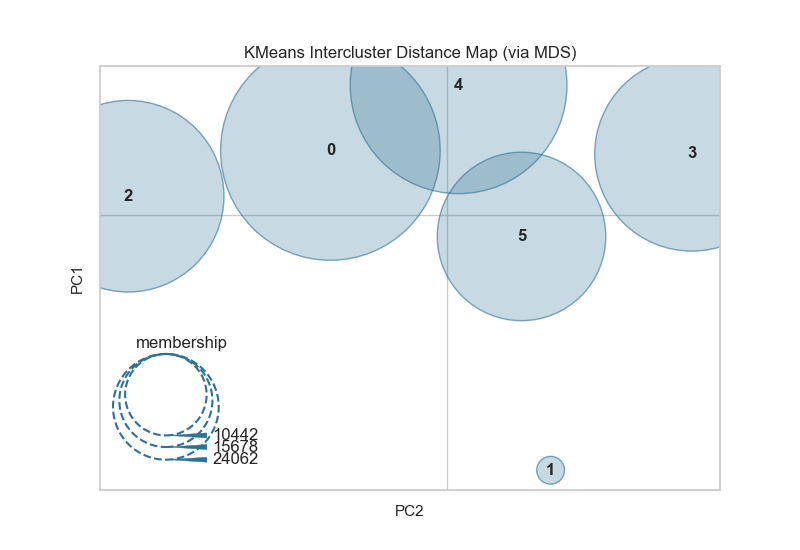 KMeans Intercluster Distance Map (via MDS)
4
0
3
2
5
PC1
membership
10442
15678
24062
1
PC2